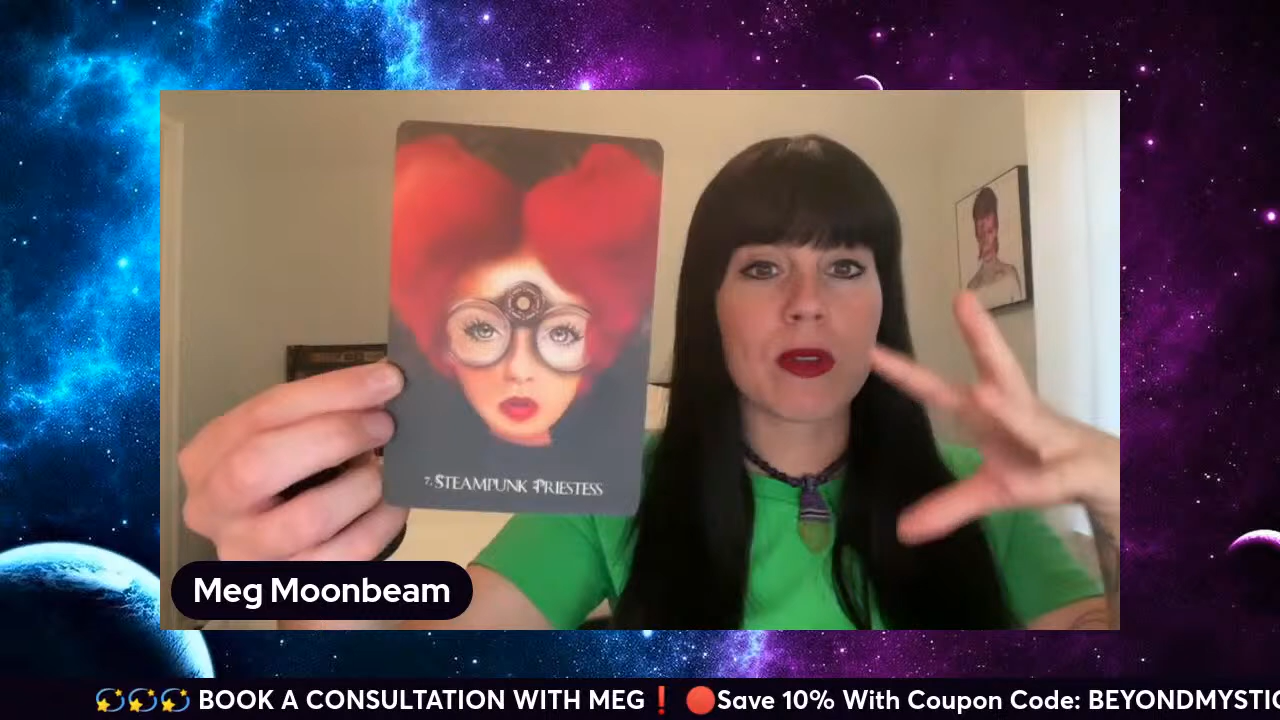 7. STEAMPUNK PRIESTESS
Meg Moonbeam
💫💫💫 BOOK A CONSULTATION WITH MEG❗ 🔴Save 10% With Coupon Code: BEYONDMYSTIC